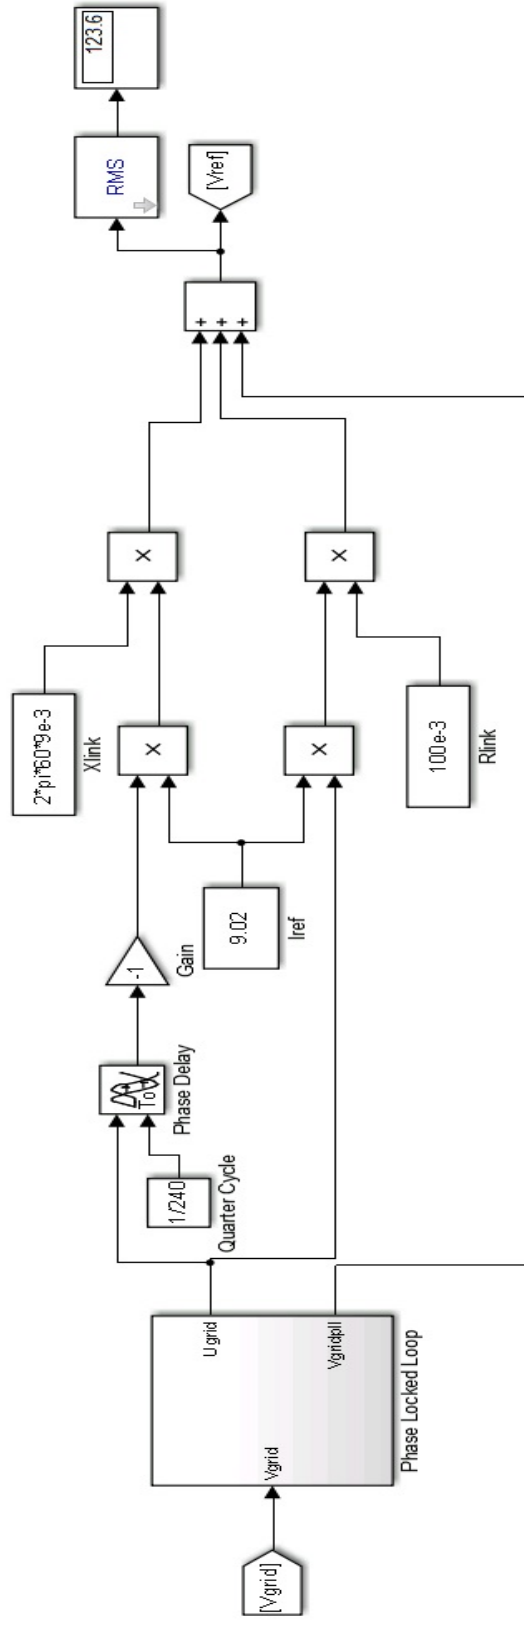 [Vgrid]
Vgrid
Ugrid
Vgridpll
Phase Locked Loop
1/240
Quarter Cycle
To
Phase Delay
-1
Gain
9.02
Iref
2*pi*60*9e-3
Xlink
X
X
100e-3
Rlink
X
X
+
+
+
[Vref]
RMS
123.6